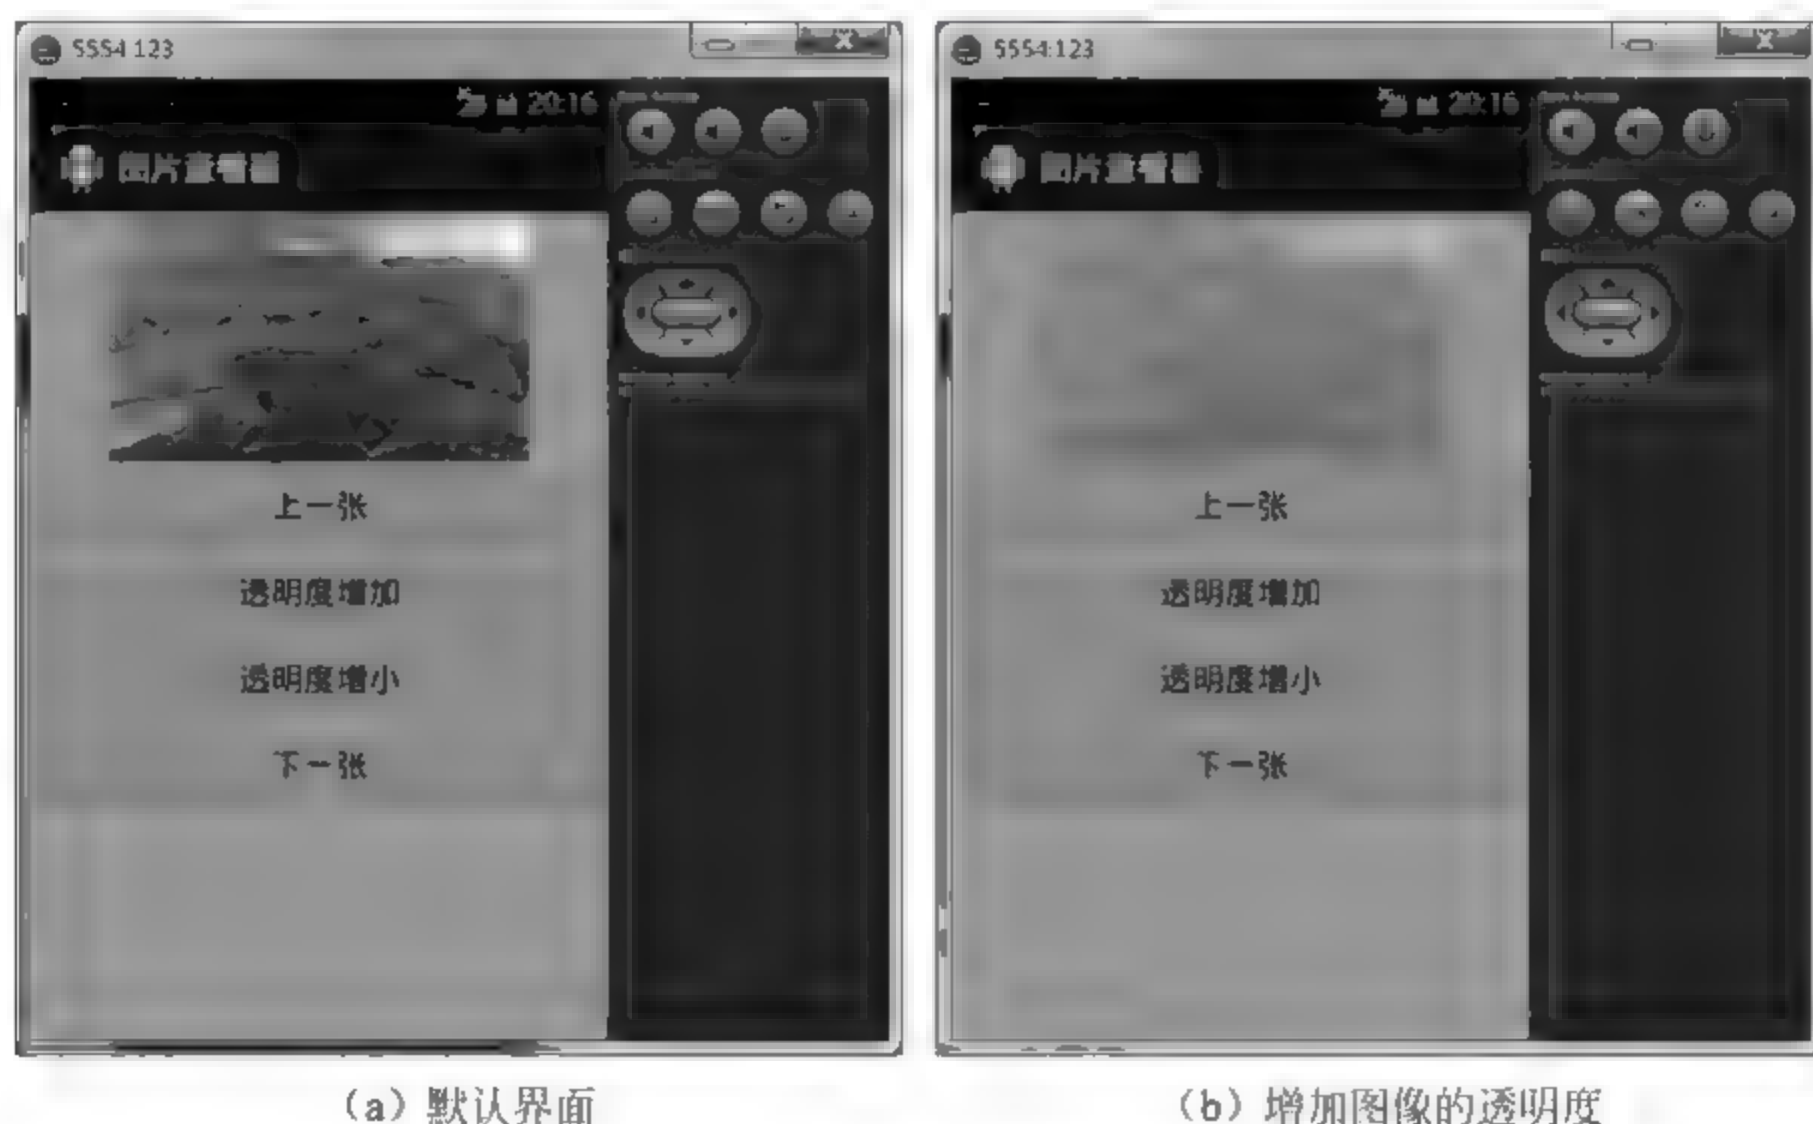 5554:123
20:16
图片查看器
上一张
透明度增加
透明度增小
下一张
(a) 默认界面
5554:123
20:16
图片查看器
上一张
透明度增加
透明度增小
下一张
(b) 增加图像的透明度